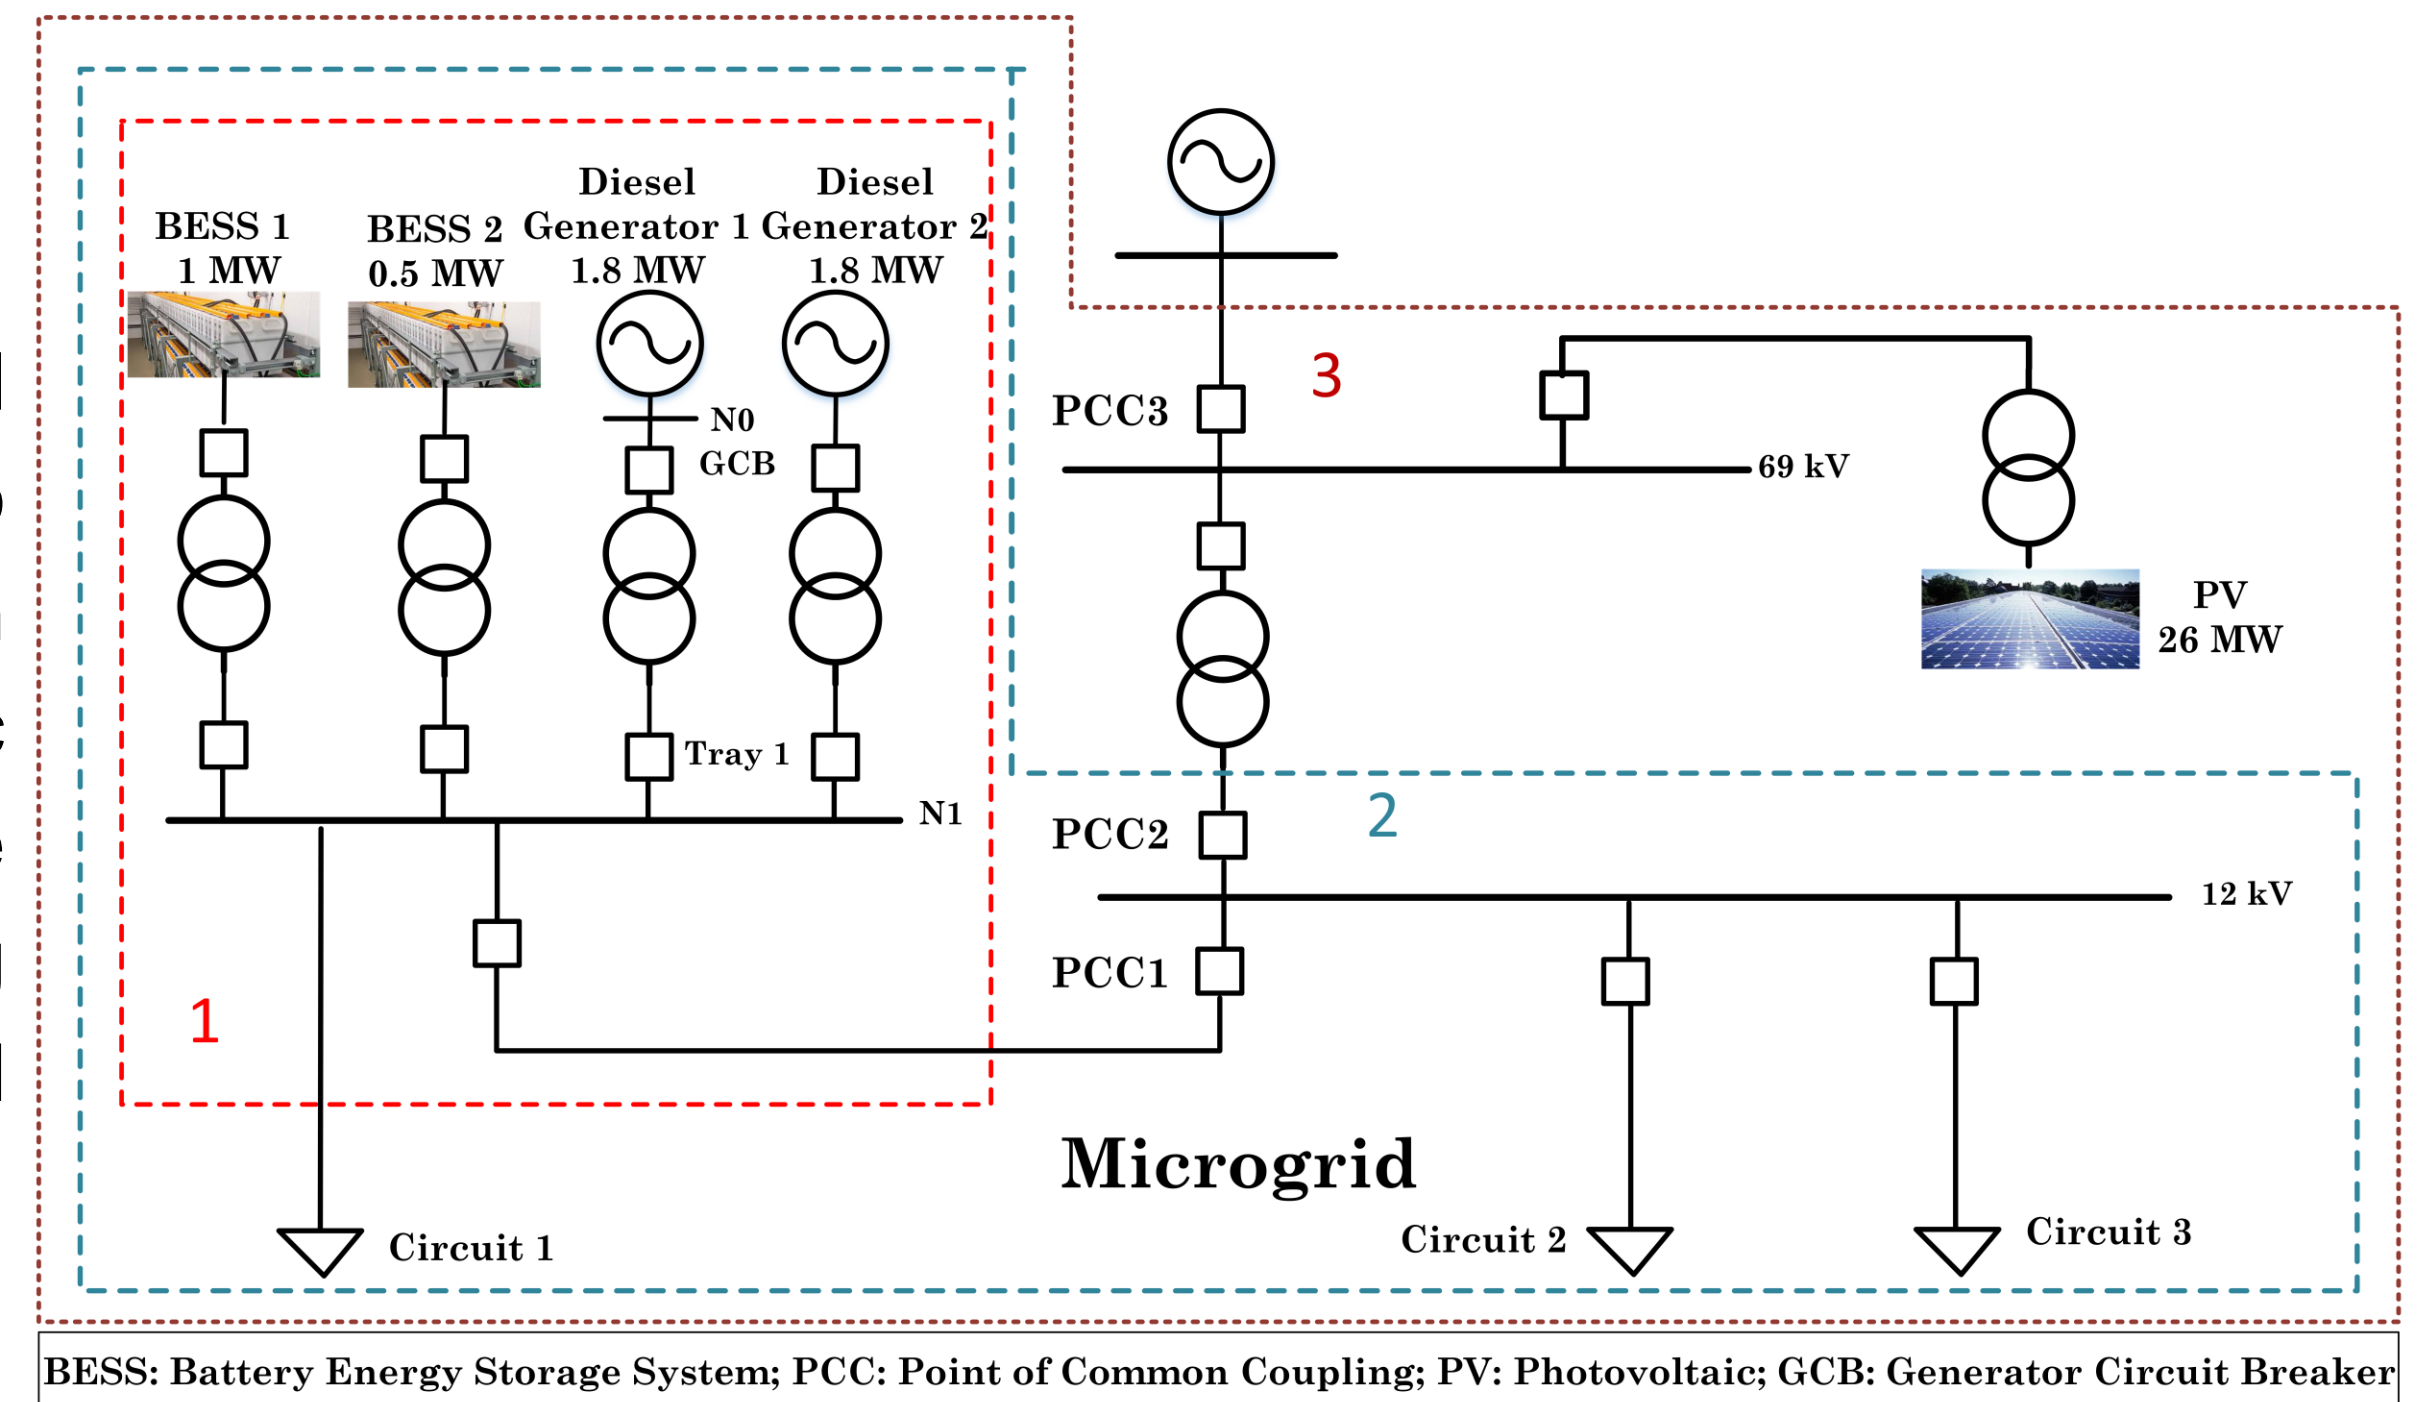 BESS 1
1 MW
BESS 2
0.5 MW
Diesel
Generator 1
1.8 MW
Diesel
Generator 2
1.8 MW
N0
GCB
Tray 1
N1
1
PCC3
3
69 kV
PV
26 MW
2
PCC2
12 kV
PCC1
Microgrid
Circuit 1
Circuit 2
Circuit 3
BESS: Battery Energy Storage System; PCC: Point of Common Coupling; PV: Photovoltaic; GCB: Generator Circuit Breaker